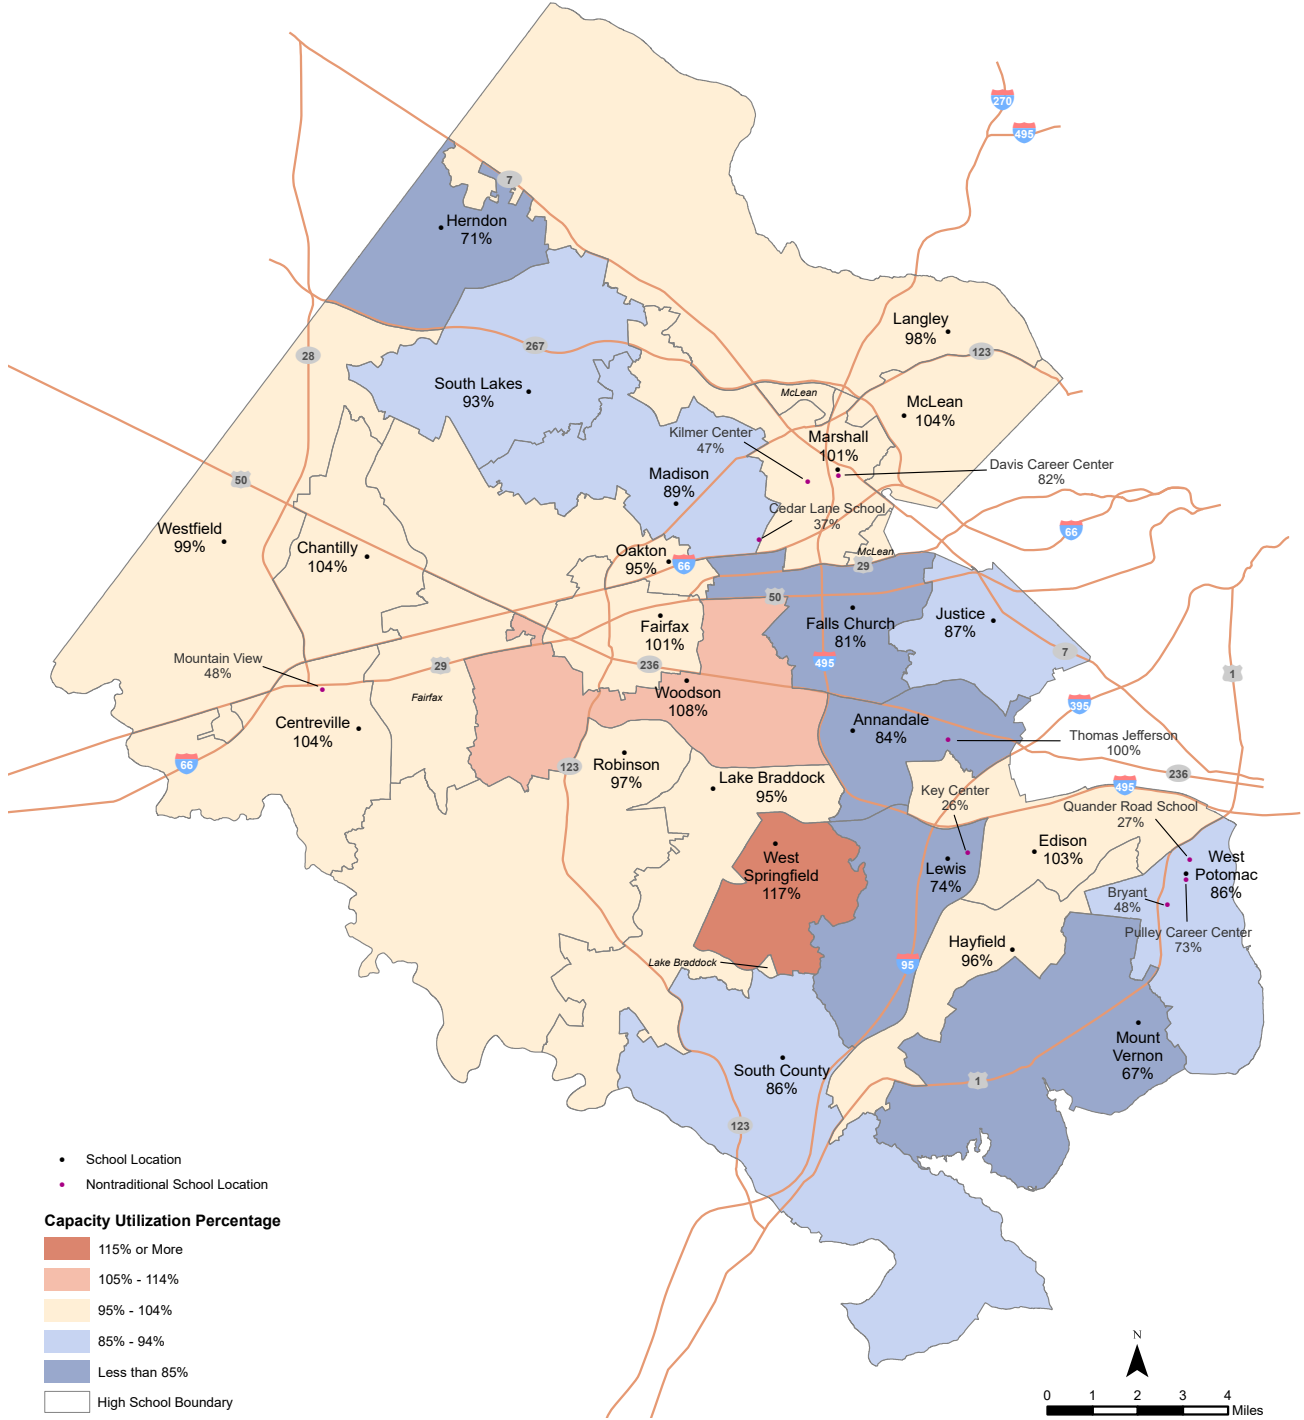 270
495
7
Herndon
71%
Langley
98%
28
267
123
South Lakes
93%
McLean
McLean
104%
Kilmer Center
47%
Marshall
101%
Davis Career Center
82%
Madison
89%
50
Cedar Lane School
37%
Westfield
99%
Chantilly
104%
Oakton
95%
66
McLean
29
66
50
Fairfax
101%
Falls Church
81%
Justice
87%
Mountain View
48%
29
236
495
7
1
Fairfax
Woodson
108%
395
Centreville
104%
Annandale
84%
Thomas Jefferson
100%
66
123
Robinson
97%
Lake Braddock
95%
236
495
Key Center
26%
Quander Road School
27%
West
Springfield
117%
Edison
103%
Lewis
74%
West
Potomac
86%
Bryant
48%
Pulley Career Center
73%
Hayfield
96%
Lake Braddock
95
Mount
Vernon
67%
South County
86%
1
123
School Location
Nontraditional School Location
Capacity Utilization Percentage
115% or More
105% - 114%
95% - 104%
85% - 94%
Less than 85%
High School Boundary
N
0 1 2 3 4
Miles